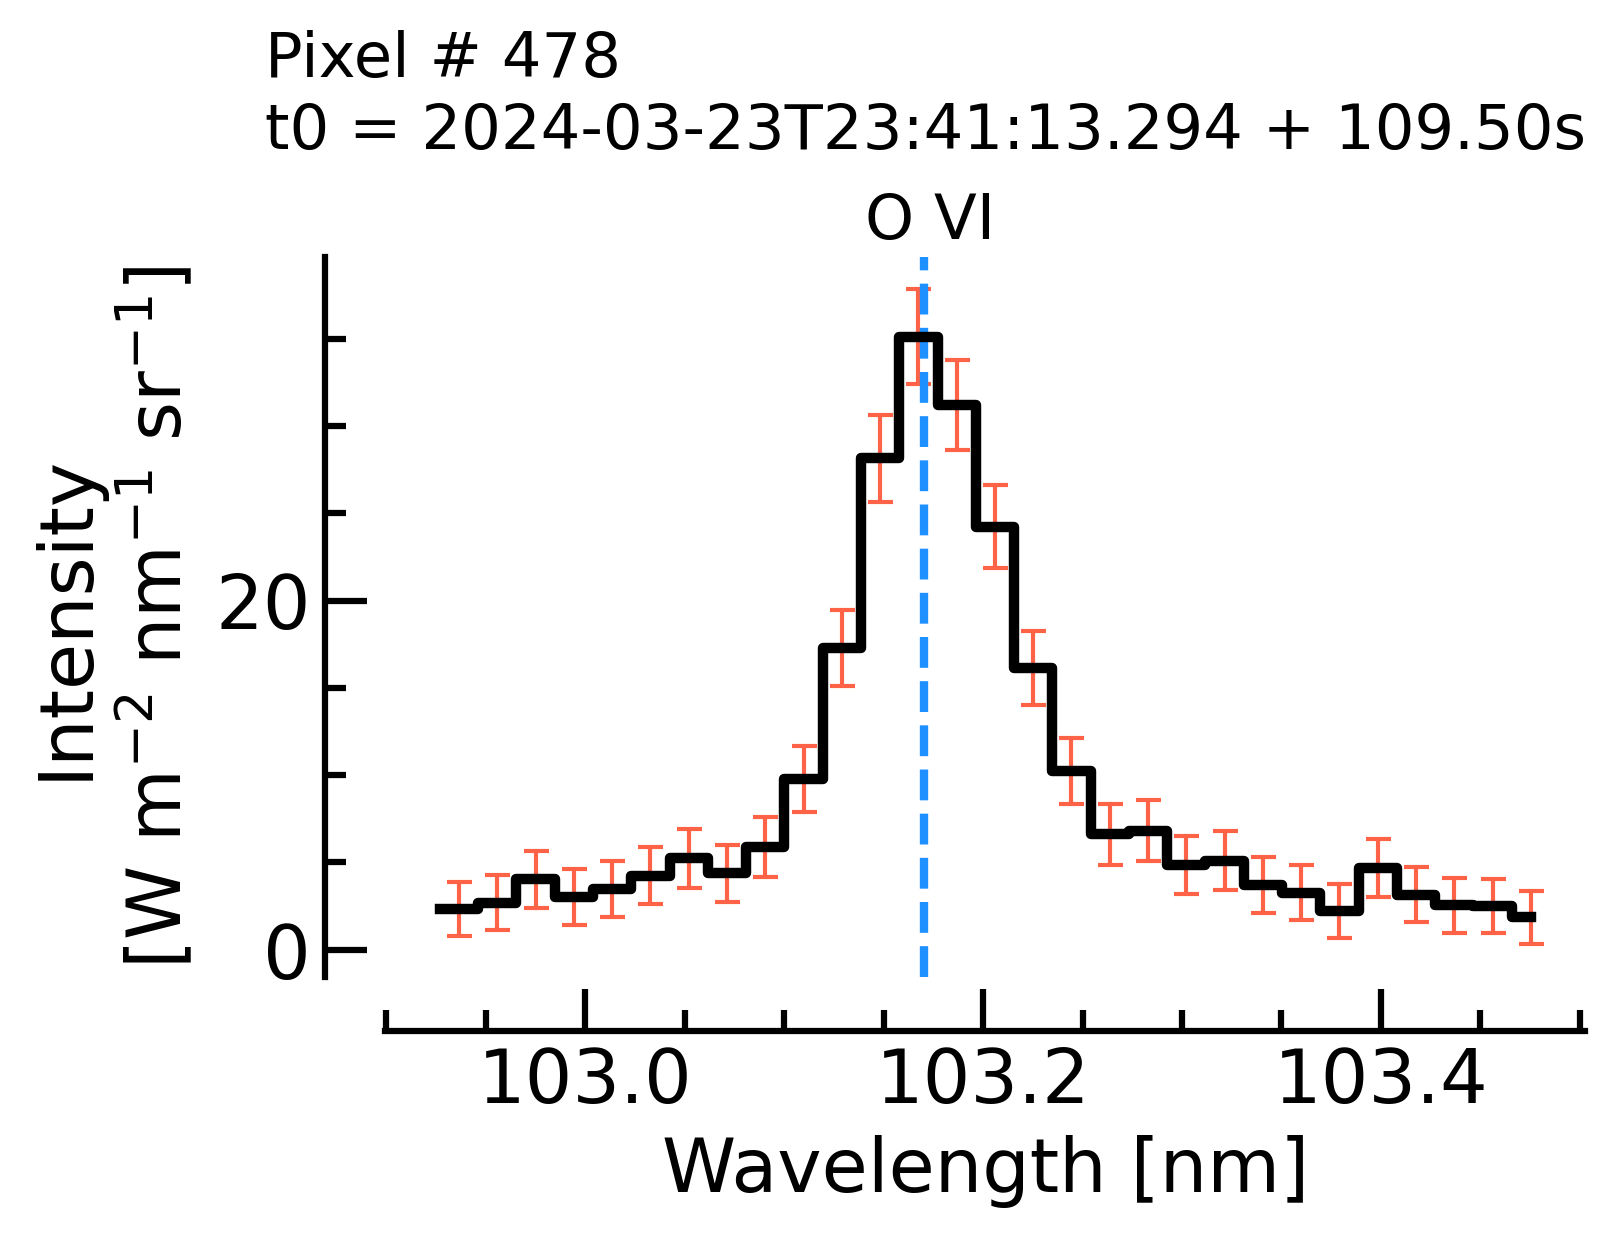 Pixel # 478
t0 = 2024-03-23T23:41:13.294 + 109.50s
O VI
Intensity
[W m⁻² nm⁻¹ sr⁻¹]
20
0
103.0 103.2 103.4
Wavelength [nm]